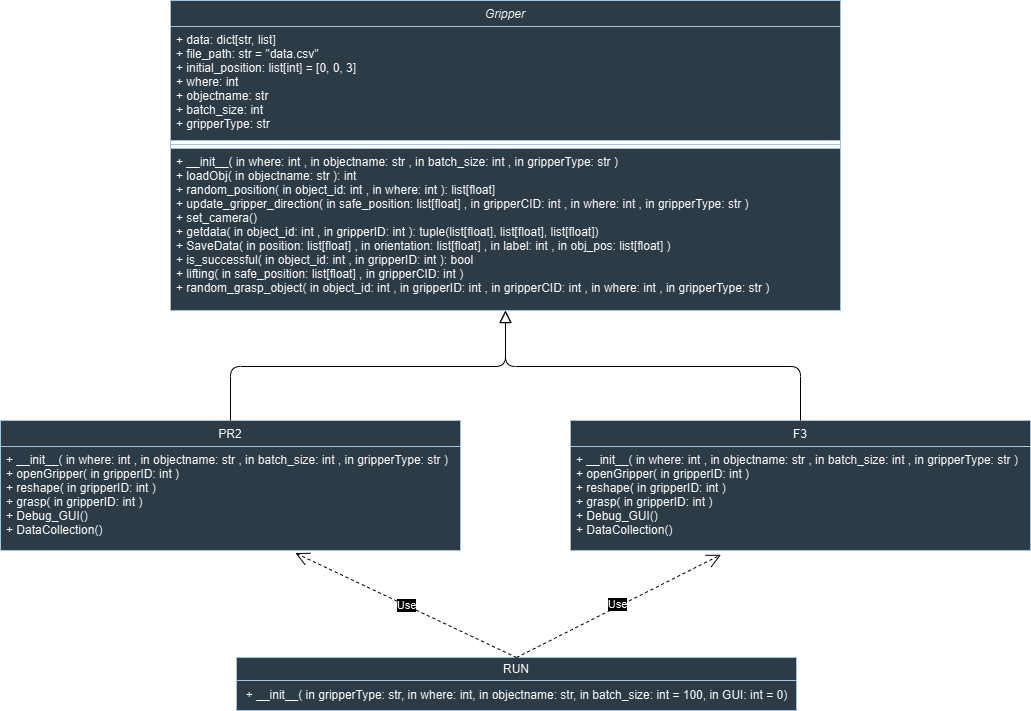 Gripper
+ data: dict[str, list]
+ file_path: str = "data.csv"
+ initial_position: list[int] = [0, 0, 3]
+ where: int
+ objectname: str
+ batch_size: int
+ gripperType: str
+ __init__( in where: int , in objectname: str , in batch_size: int , in gripperType: str )
+ loadObj( in objectname: str ): int
+ random_position( in object_id: int , in where: int ): list[float]
+ update_gripper_direction( in safe_position: list[float] , in gripperCID: int , in where: int , in gripperType: str )
+ set_camera()
+ getdata( in object_id: int , in gripperID: int ): tuple(list[float], list[float], list[float])
+ SaveData( in position: list[float] , in orientation: list[float] , in label: int , in obj_pos: list[float] )
+ is_successful( in object_id: int , in gripperID: int ): bool
+ lifting( in safe_position: list[float] , in gripperCID: int )
+ random_grasp_object( in object_id: int , in gripperID: int , in gripperCID: int , in where: int , in gripperType: str )
PR2
+ __init__( in where: int , in objectname: str , in batch_size: int , in gripperType: str )
+ openGripper( in gripperID: int )
+ reshape( in gripperID: int )
+ grasp( in gripperID: int )
+ Debug_GUI()
+ DataCollection()
F3
+ __init__( in where: int , in objectname: str , in batch_size: int , in gripperType: str )
+ openGripper( in gripperID: int )
+ reshape( in gripperID: int )
+ grasp( in gripperID: int )
+ Debug_GUI()
+ DataCollection()
Use
Use
RUN
+ __init__( in gripperType: str, in where: int, in objectname: str, in batch_size: int = 100, in GUI: int = 0)